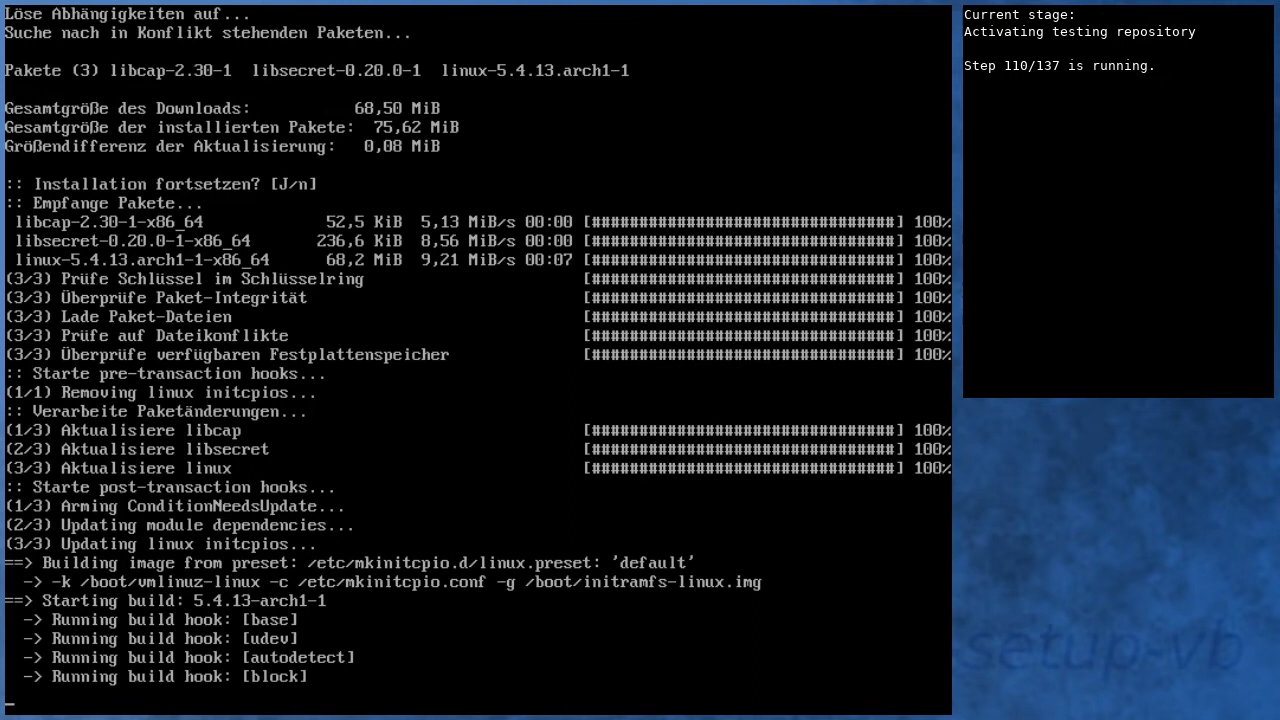 Löse Abhängigkeiten auf...
Suche nach in Konflikt stehenden Paketen...
Pakete (3) libcap-2.30-1  libsecret-0.20.0-1  linux-5.4.13.arch1-1
Gesamtgröße des Downloads:           68,50 MiB
Gesamtgröße der installierten Pakete:  75,62 MiB
Größendifferenz der Aktualisierung:   0,08 MiB
:: Installation fortsetzen? [J/n]
:: Empfange Pakete...
libcap-2.30-1-x86_64             52,5 KiB  5,13 MiB/s 00:00 [################################] 100%
libsecret-0.20.0-1-x86_64       236,6 KiB  8,56 MiB/s 00:00 [################################] 100%
linux-5.4.13.arch1-1-x86_64      68,2 MiB  9,21 MiB/s 00:07 [################################] 100%
(3/3) Prüfe Schlüssel im Schlüsselring                       [################################] 100%
(3/3) Überprüfe Paket-Integrität                             [################################] 100%
(3/3) Lade Paket-Dateien                                     [################################] 100%
(3/3) Prüfe auf Dateikonflikte                               [################################] 100%
(3/3) Überprüfe verfügbaren Festplattenspeicher              [################################] 100%
:: Starte pre-transaction hooks...
(1/1) Removing linux initcpios...
:: Verarbeite Paketänderungen...
(1/3) Aktualisiere libcap                                    [################################] 100%
(2/3) Aktualisiere libsecret                                 [################################] 100%
(3/3) Aktualisiere linux                                     [################################] 100%
:: Starte post-transaction hooks...
(1/3) Arming ConditionNeedsUpdate...
(2/3) Updating module dependencies...
(3/3) Updating linux initcpios...
==> Building image from preset: /etc/mkinitcpio.d/linux.preset: 'default'
-> -k /boot/vmlinuz-linux -c /etc/mkinitcpio.conf -g /boot/initramfs-linux.img
==> Starting build: 5.4.13-arch1-1
-> Running build hook: [base]
-> Running build hook: [udev]
-> Running build hook: [autodetect]
-> Running build hook: [block]
_
Current stage:
Activating testing repository
Step 110/137 is running.
setup-vb